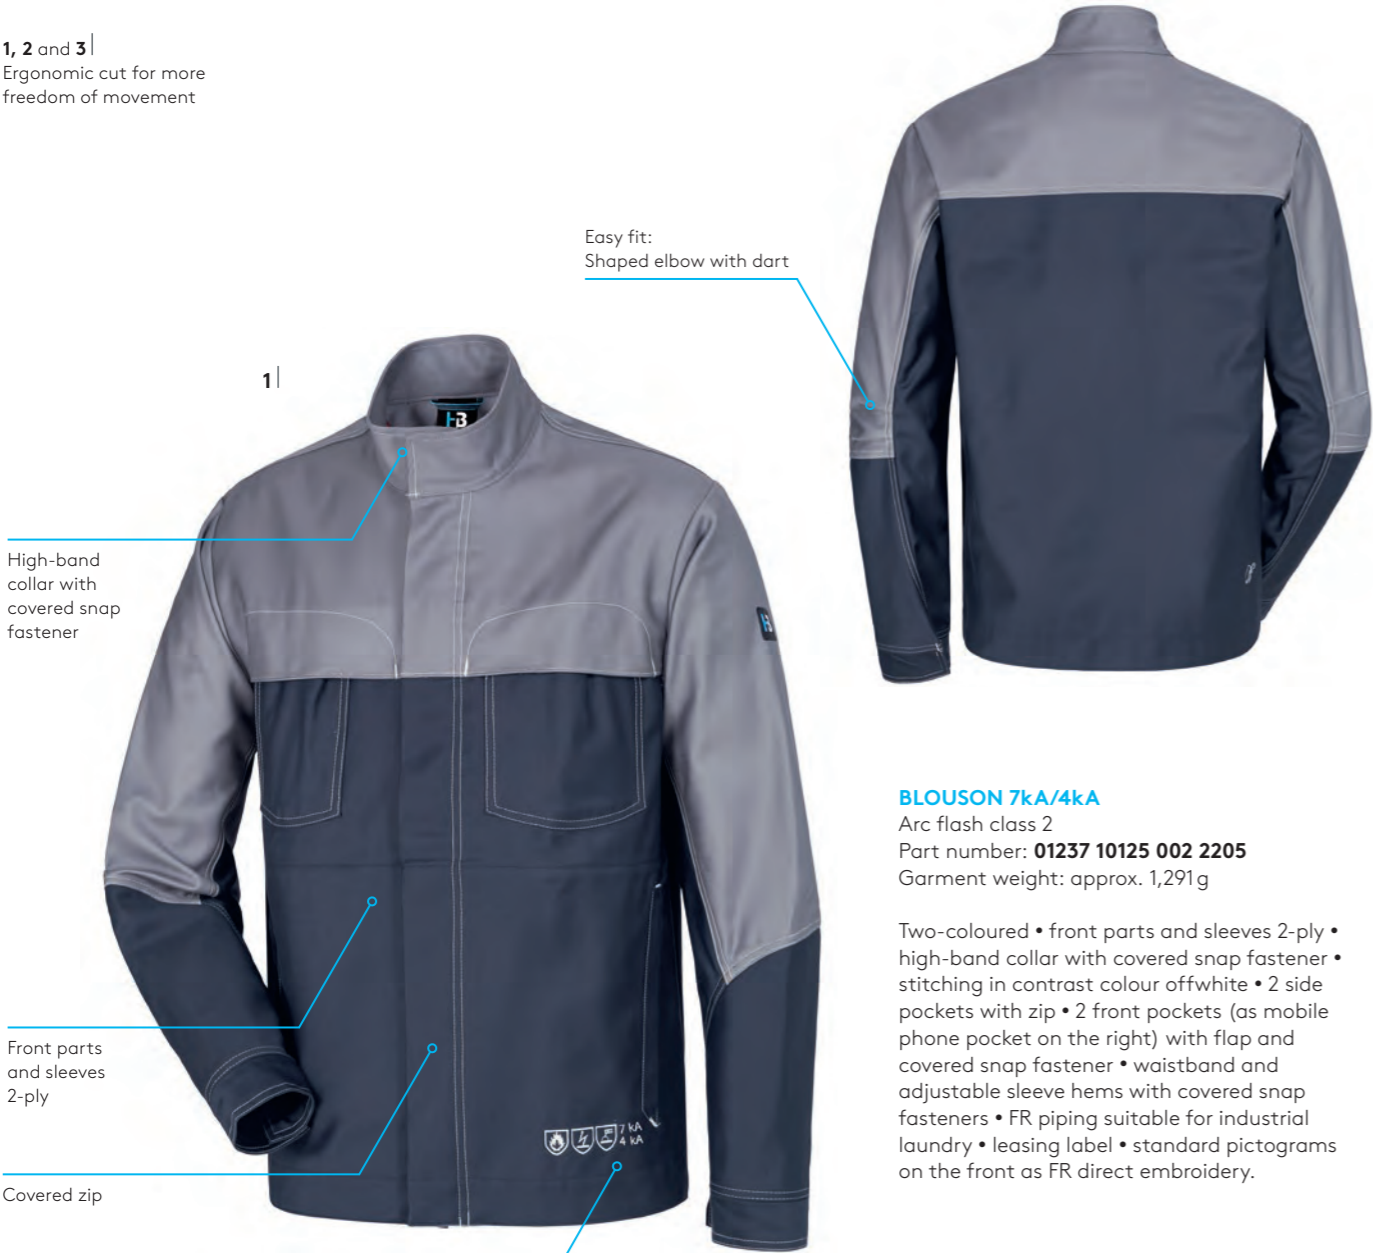 1, 2 and 3
Ergonomic cut for more
freedom of movement
Easy fit:
Shaped elbow with dart
1
HB
High-band
collar with
covered snap
fastener
HB
Front parts
and sleeves
2-ply
7 kA
4 kA
Covered zip
BLOUSON 7kA/4kA
Arc flash class 2
Part number: 01237 10125 002 2205
Garment weight: approx. 1,291 g
Two-coloured • front parts and sleeves 2-ply •
high-band collar with covered snap fastener •
stitching in contrast colour offwhite • 2 side
pockets with zip • 2 front pockets (as mobile
phone pocket on the right) with flap and
covered snap fastener • waistband and
adjustable sleeve hems with covered snap
fasteners • FR piping suitable for industrial
laundry • leasing label • standard pictograms
on the front as FR direct embroidery.